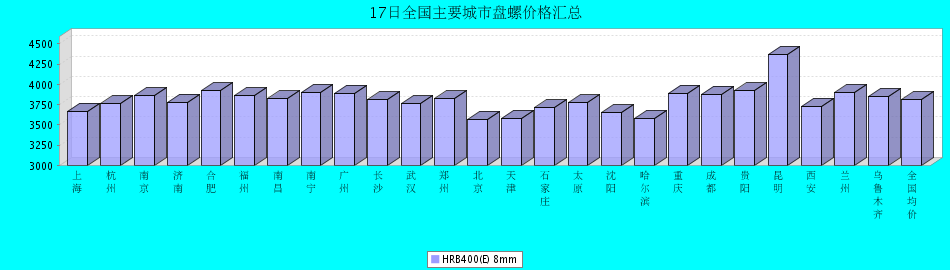 17日全国主要城市盘螺价格汇总
4500
4250
4000
3750
3500
3250
3000
上海
杭州
南京
济南
合肥
福州
南昌
南宁
广州
长沙
武汉
郑州
北京
天津
石家庄
太原
沈阳
哈尔滨
重庆
成都
贵阳
昆明
西安
兰州
乌鲁木齐
全国均价
HRB400(E) 8mm